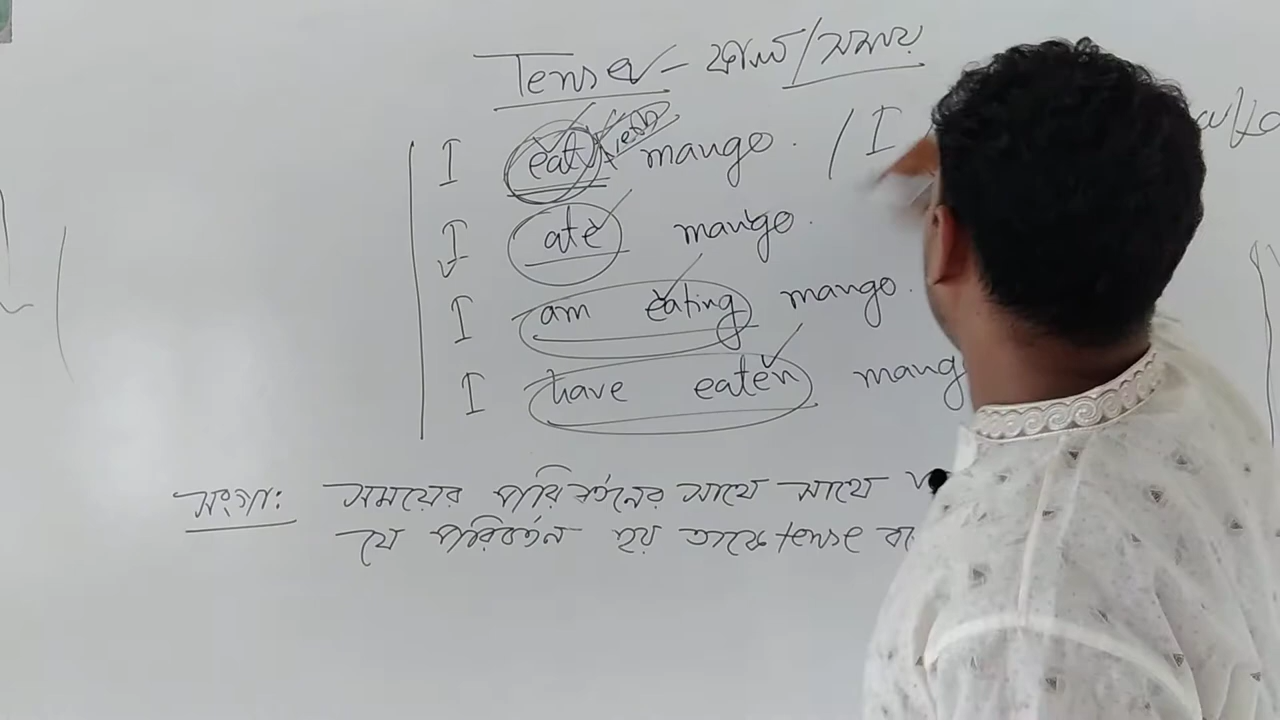 Tense - কাল/সময়
I eat verb mango. / I
I ate mango.
I am eating mango.
I have eaten mang
সংজ্ঞা: সময়ের পরিবর্তনের সাথে সাথে
যে পরিবর্তন হয় তাকে tense